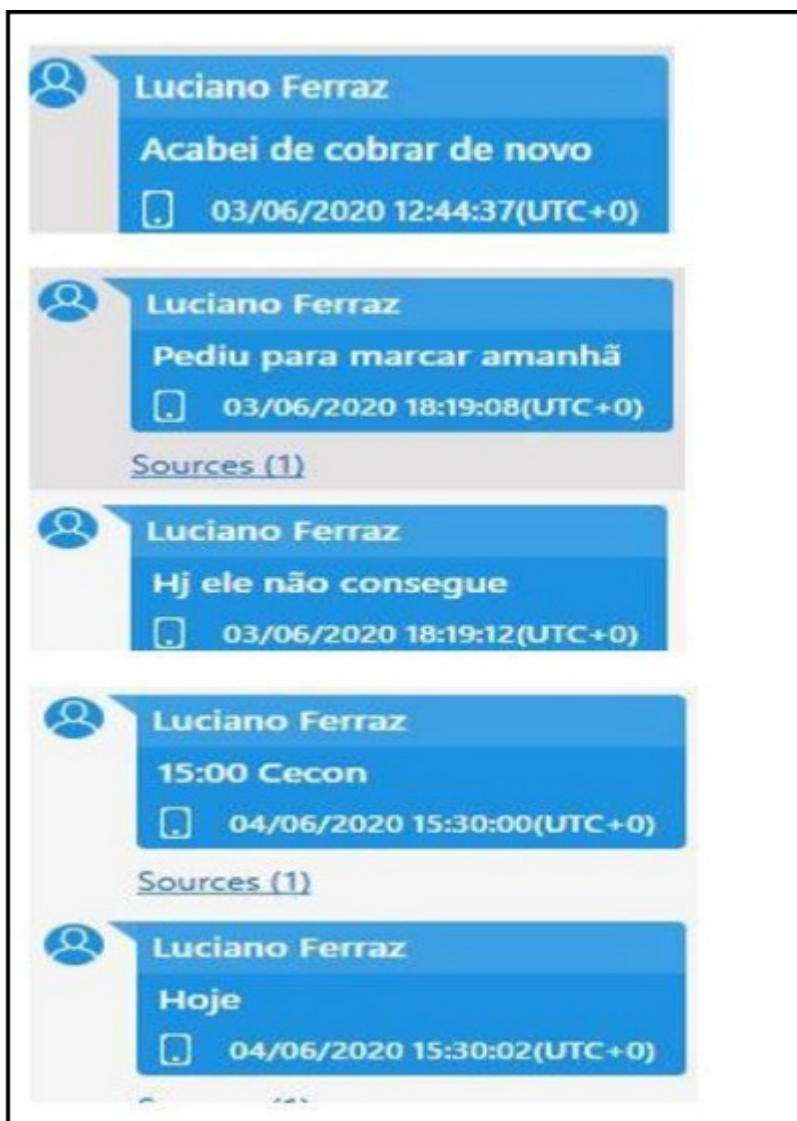 Luciano Ferraz
Acabei de cobrar de novo
03/06/2020 12:44:37(UTC+0)
Luciano Ferraz
Pediu para marcar amanhã
03/06/2020 18:19:08(UTC+0)
Sources (1)
Luciano Ferraz
Hj ele não consegue
03/06/2020 18:19:12(UTC+0)
Luciano Ferraz
15:00 Cecon
04/06/2020 15:30:00(UTC+0)
Sources (1)
Luciano Ferraz
Hoje
04/06/2020 15:30:02(UTC+0)